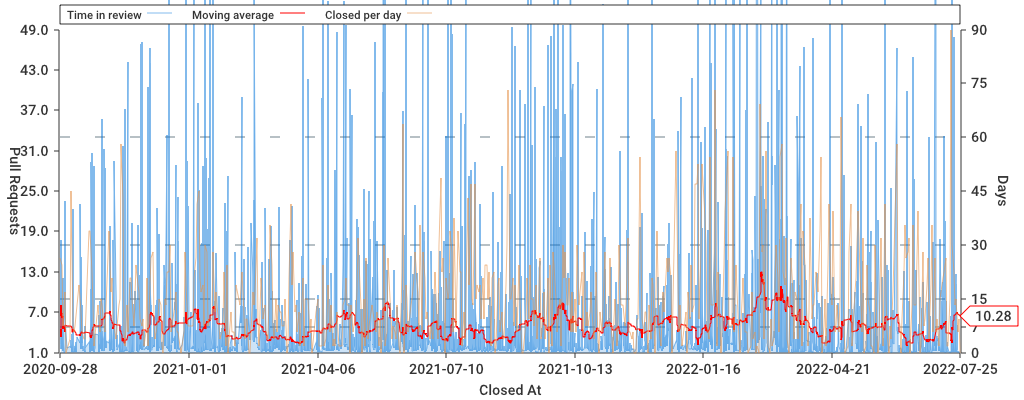 Time in review Moving average Closed per day
49.0 90
43.0 75
37.0 60
31.0
25.0 45
19.0 30
13.0
7.0 15
1.0 0
Pull Requests
Days
10.28
7
2020-09-28 2021-01-01 2021-04-06 2021-07-10 2021-10-13 2022-01-16 2022-04-21 2022-07-25
Closed At